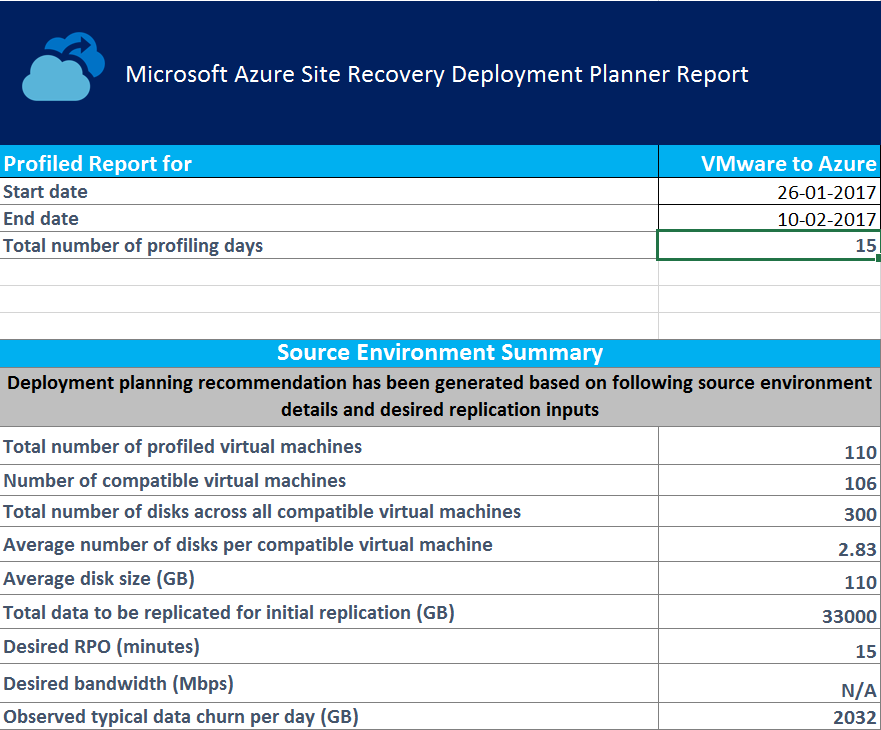 Microsoft Azure Site Recovery Deployment Planner Report
Profiled Report for VMware to Azure
Start date 26-01-2017
End date 10-02-2017
Total number of profiling days 15
Source Environment Summary
Deployment planning recommendation has been generated based on following source environment
details and desired replication inputs
Total number of profiled virtual machines 110
Number of compatible virtual machines 106
Total number of disks across all compatible virtual machines 300
Average number of disks per compatible virtual machine 2.83
Average disk size (GB) 110
Total data to be replicated for initial replication (GB) 33000
Desired RPO (minutes) 15
Desired bandwidth (Mbps) N/A
Observed typical data churn per day (GB) 2032